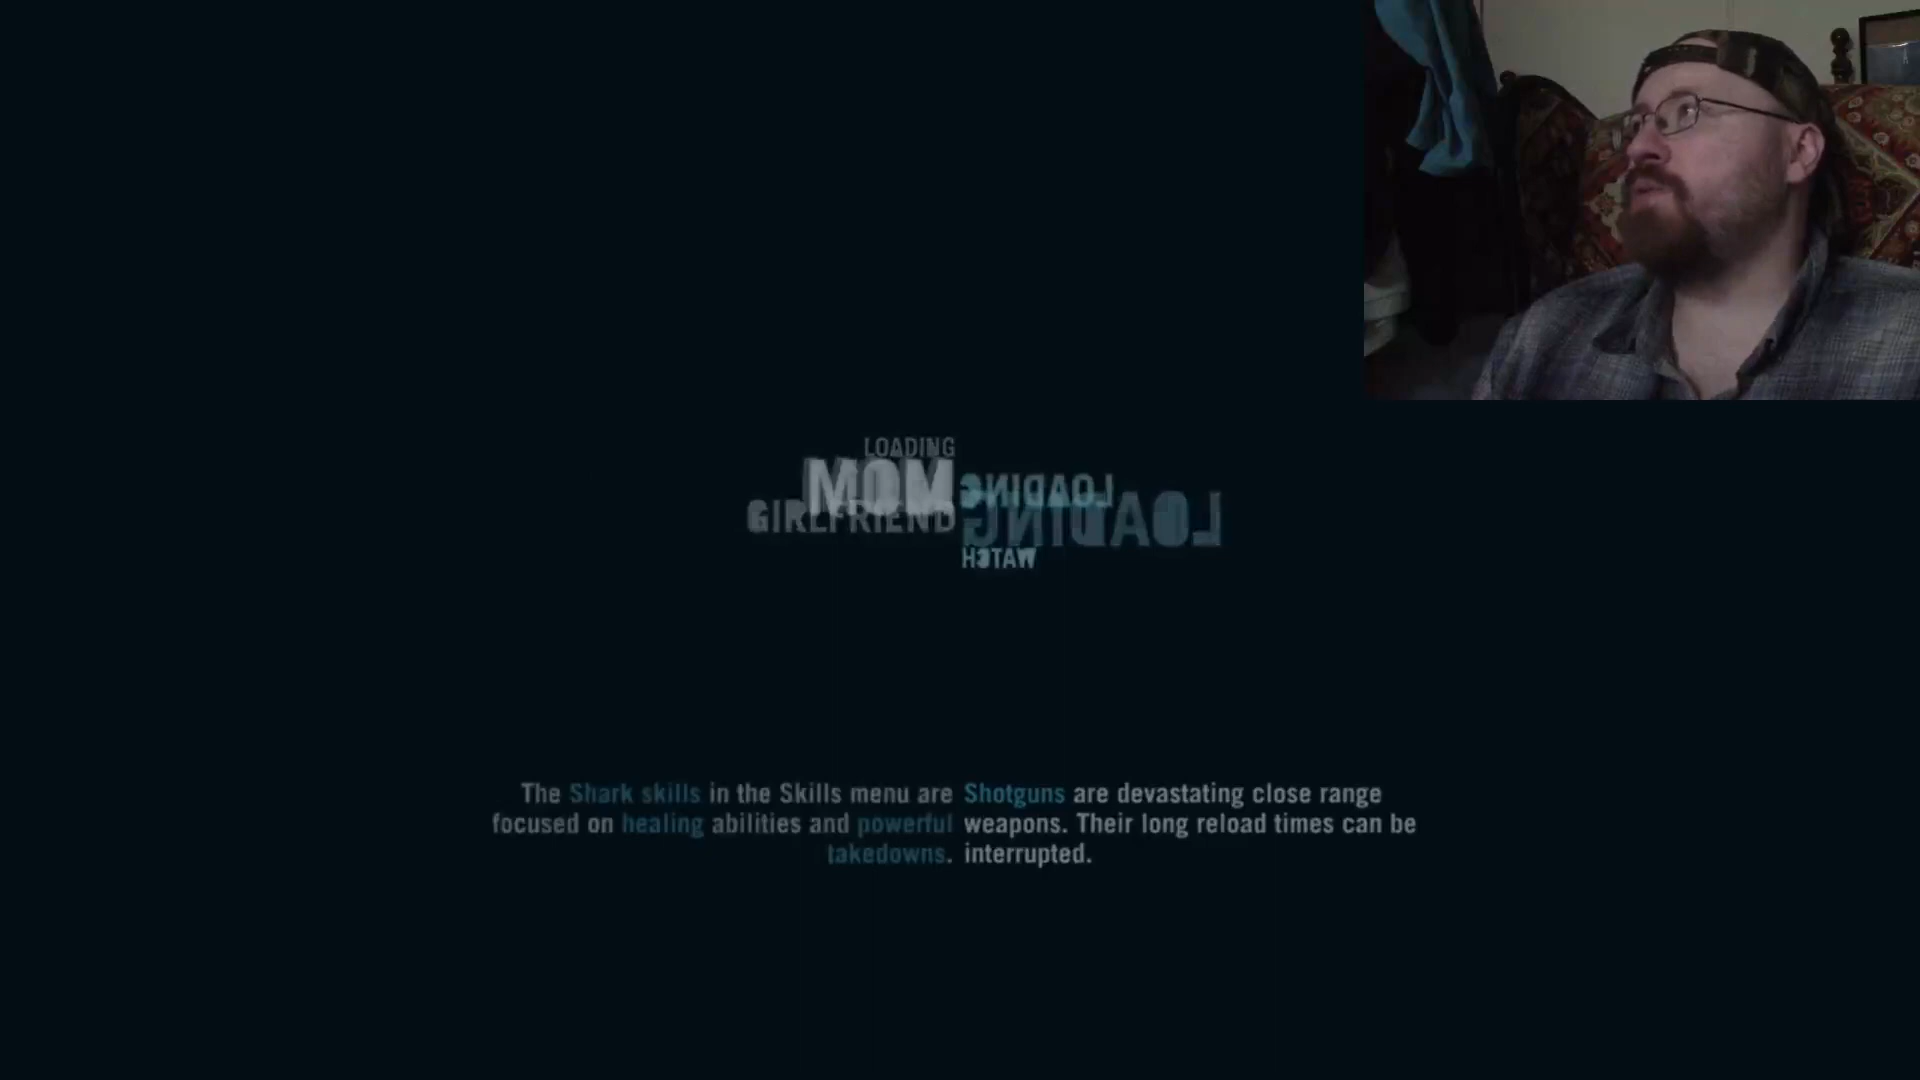 LOADING
MOM
GIRLFRIEND
LOADING
LOADING
WATCH
The Shark skills in the Skills menu are
focused on healing abilities and powerful
takedowns.
Shotguns are devastating close range
weapons. Their long reload times can be
interrupted.